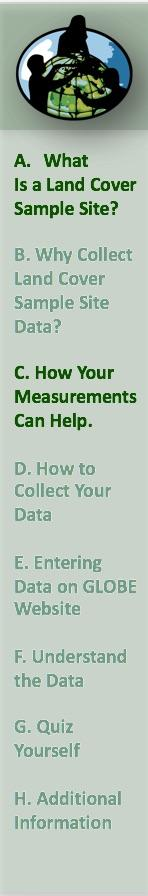 A. What
Is a Land Cover
Sample Site?
B. Why Collect
Land Cover
Sample Site
Data?
C. How Your
Measurements
Can Help.
D. How to
Collect Your
Data
E. Entering
Data on GLOBE
Website
F. Understand
the Data
G. Quiz
Yourself
H. Additional
Information